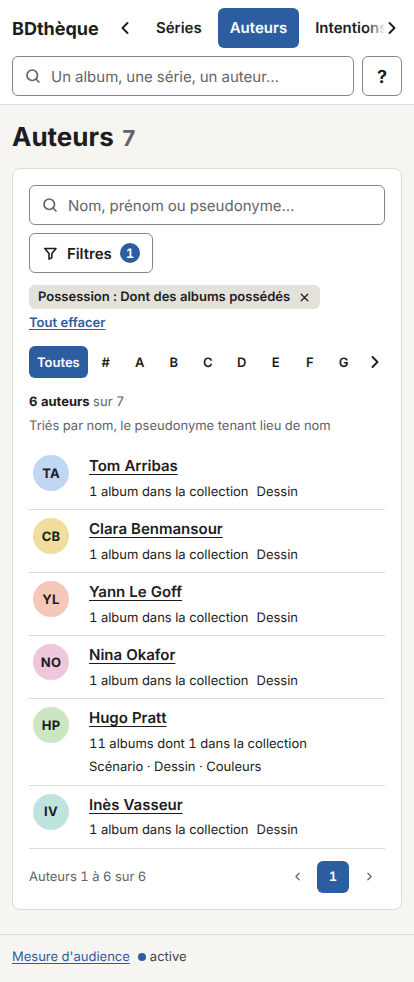 BDthèque Séries Auteurs Intentions
Un album, une série, un auteur... ?
Auteurs 7
Nom, prénom ou pseudonyme...
Filtres 1
Possession : Dont des albums possédés ×
Tout effacer
Toutes # A B C D E F G
6 auteurs sur 7
Triés par nom, le pseudonyme tenant lieu de nom
TA Tom Arribas
1 album dans la collection Dessin
CB Clara Benmansour
1 album dans la collection Dessin
YL Yann Le Goff
1 album dans la collection Dessin
NO Nina Okafor
1 album dans la collection Dessin
HP Hugo Pratt
11 albums dont 1 dans la collection
Scénario · Dessin · Couleurs
IV Inès Vasseur
1 album dans la collection Dessin
Auteurs 1 à 6 sur 6 ‹ 1 ›
Mesure d'audience active